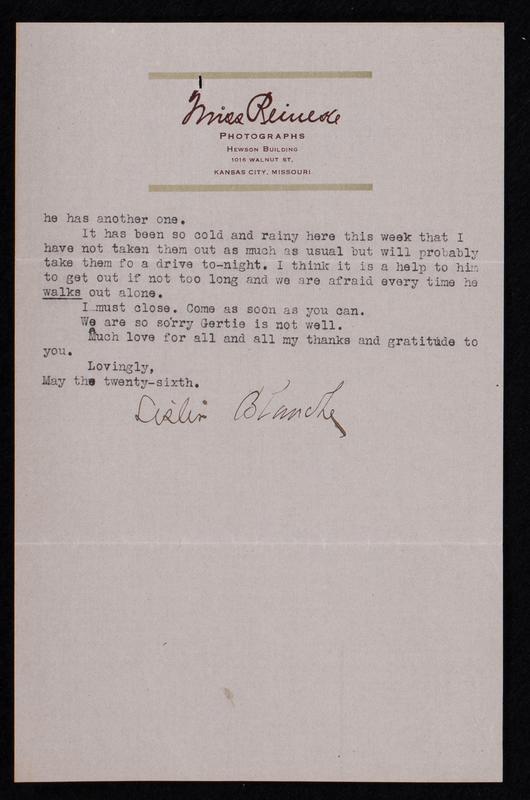 Miss Reineke
PHOTOGRAPHS
HEWSON BUILDING
1016 WALNUT ST,
KANSAS CITY, MISSOURI
he has another one.
It has been so cold and rainy here this week that I
have not taken them out as much as usual but will probably
take them fo a drive to-night. I think it is a help to him
to get out if not too long and we are afraid every time he
walks out alone.
I must close. Come as soon as you can.
We are so sorry Gertie is not well.
Much love for all and all my thanks and gratitude to
you.
Lovingly,
May the twenty-sixth.
Blanche